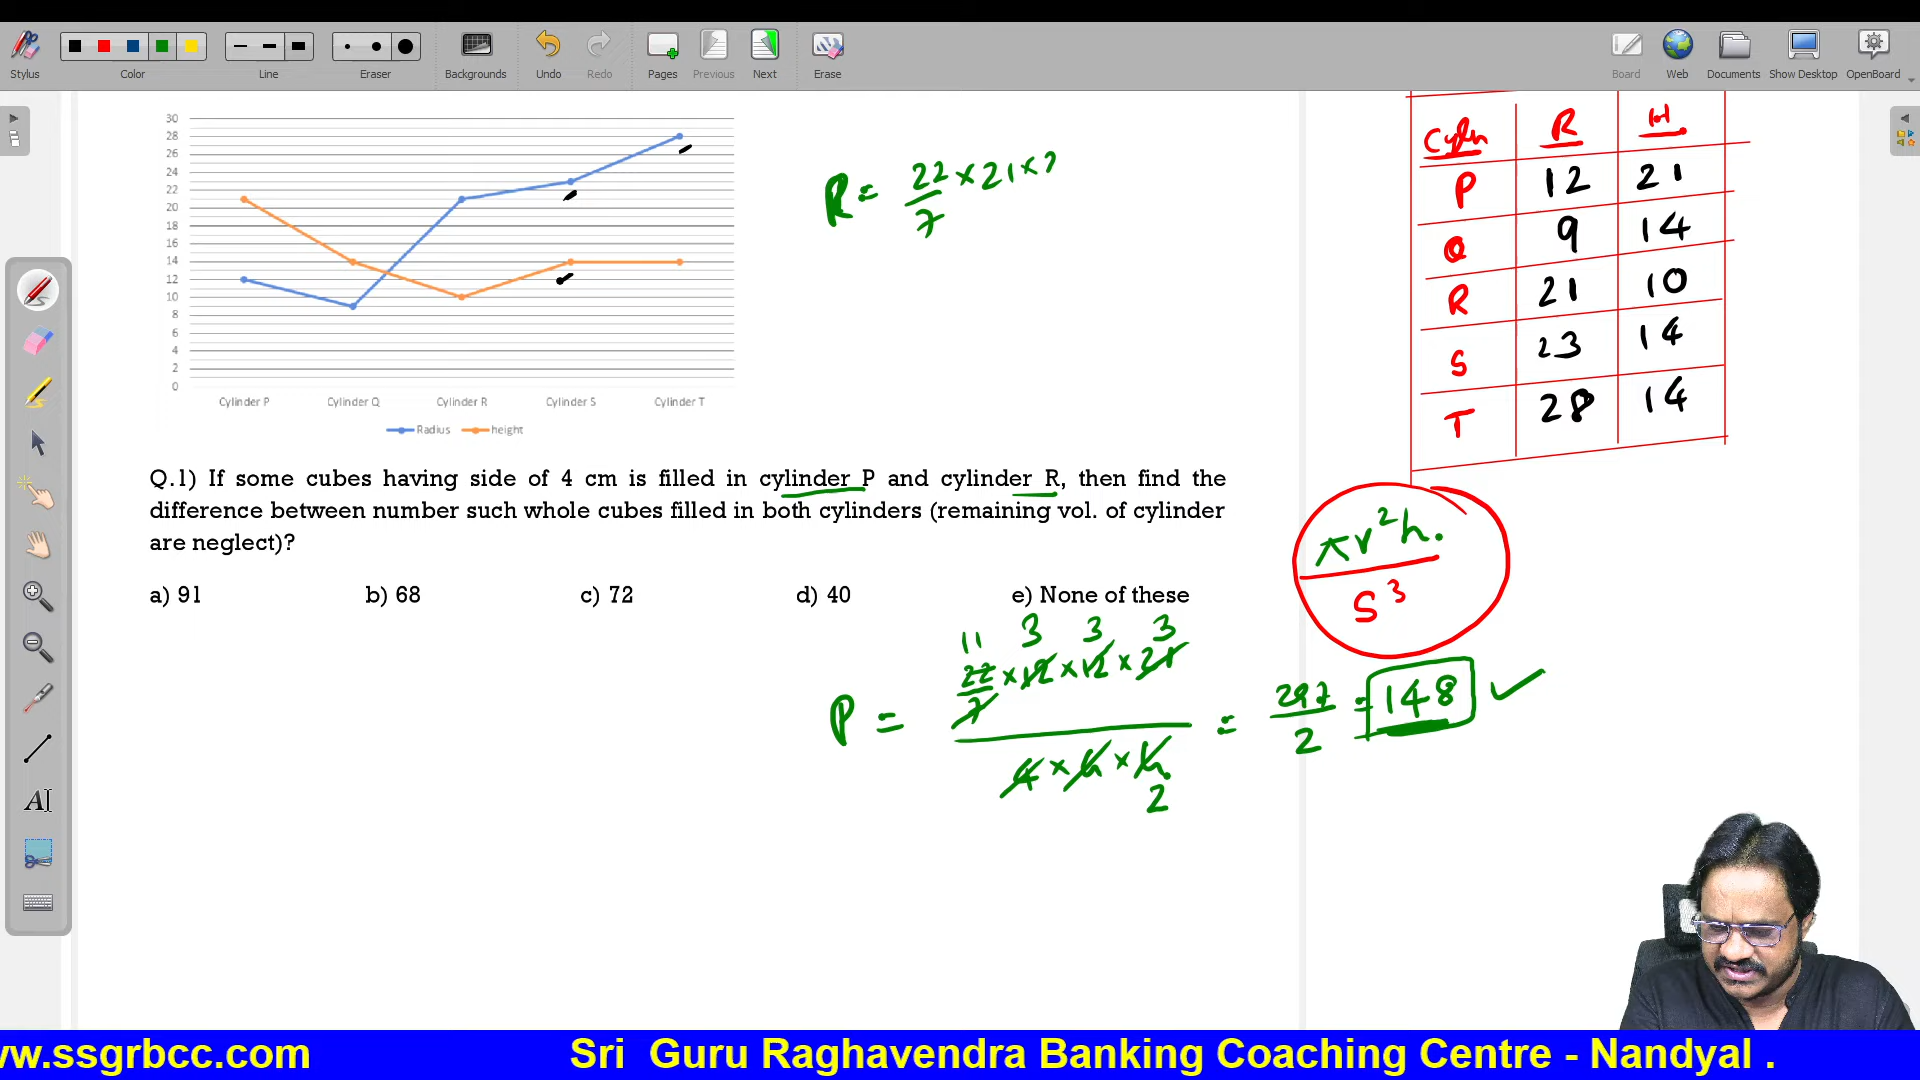 Stylus Color Line Eraser Backgrounds Undo Redo Pages Previous Next Erase Board Web Documents Show Desktop OpenBoard
30
28
26
24
22
20
18
16
14
12
10
8
6
4
2
0
Cylinder P Cylinder Q Cylinder R Cylinder S Cylinder T
Radius height
R = 22/7 × 21 × 2
R H
P 12 21
Q 9 14
R 21 10
S 23 14
T 28 14
Q.1) If some cubes having side of 4 cm is filled in cylinder P and cylinder R, then find the
difference between number such whole cubes filled in both cylinders (remaining vol. of cylinder
are neglect)?
a) 91 b) 68 c) 72 d) 40 e) None of these
πr²h
S³
11 3 3 3
P = 22/7 × 12 × 12 × 21 = 297/2 = 148
4 × 4 × 4
2
ww.ssgrbcc.com Sri Guru Raghavendra Banking Coaching Centre - Nandyal .